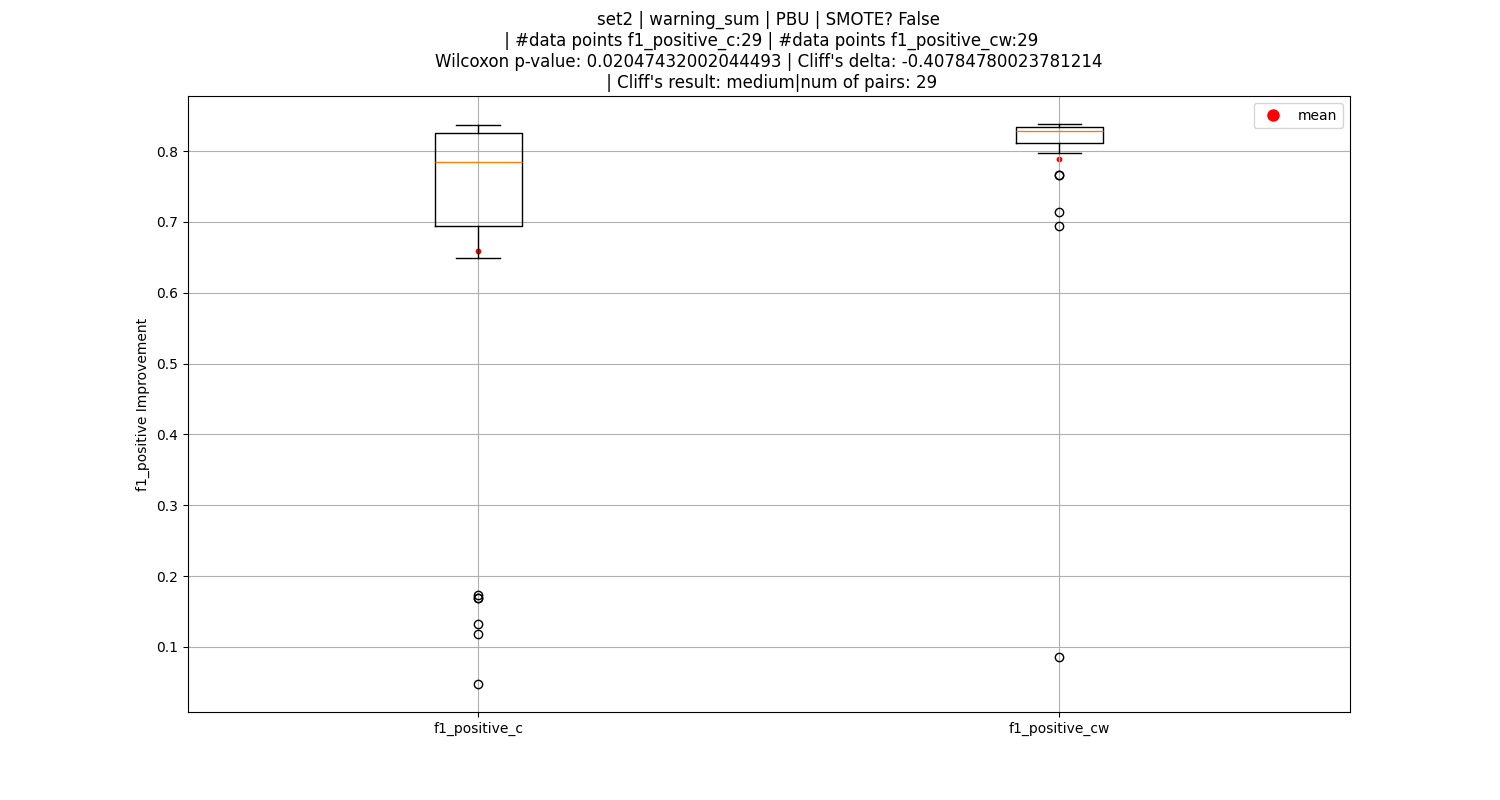 set2 | warning_sum | PBU | SMOTE? False
| #data points f1_positive_c:29 | #data points f1_positive_cw:29
Wilcoxon p-value: 0.02047432002044493 | Cliff's delta: -0.40784780023781214
| Cliff's result: medium|num of pairs: 29
mean
0.8
0.7
0.6
0.5
0.4
0.3
0.2
0.1
f1_positive Improvement
f1_positive_c
f1_positive_cw